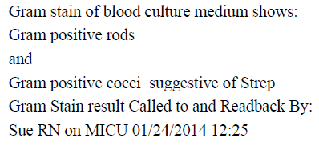 Gram stain of blood culture medium shows:
Gram positive rods
and
Gram positive cocci suggestive of Strep
Gram Stain result Called to and Readback By:
Sue RN on MICU 01/24/2014 12:25